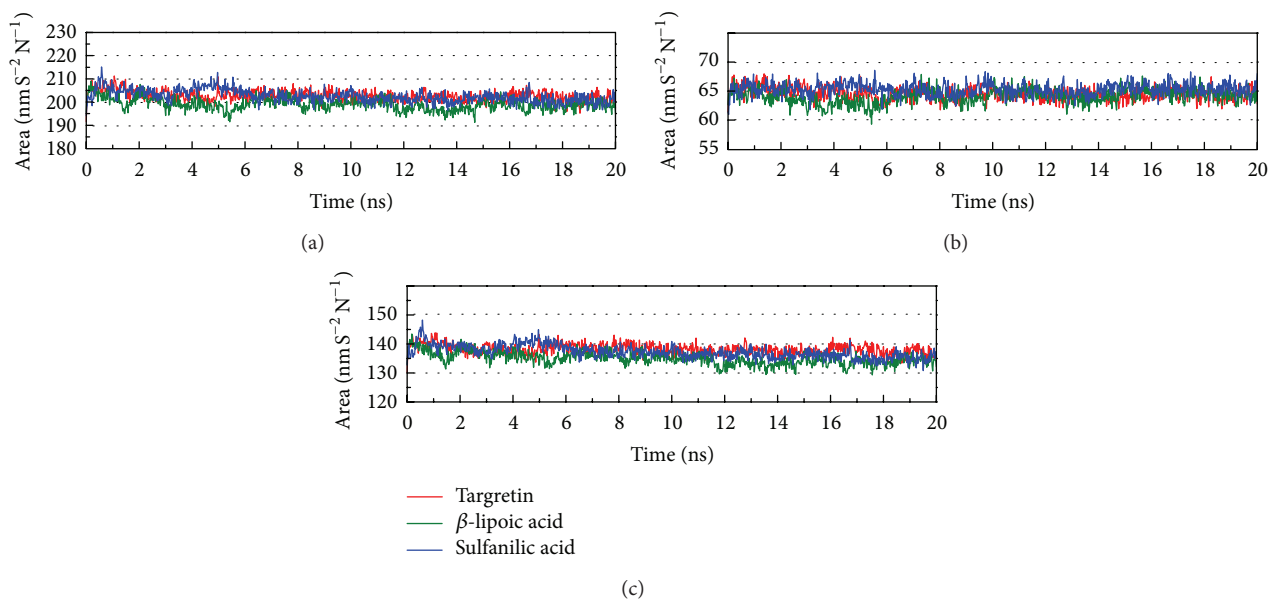 230
220
210
200
190
180
Area (nm S⁻² N⁻¹)
0 2 4 6 8 10 12 14 16 18 20
Time (ns)
(a)
70
65
60
55
Area (nm S⁻² N⁻¹)
0 2 4 6 8 10 12 14 16 18 20
Time (ns)
(b)
150
140
130
120
Area (nm S⁻² N⁻¹)
0 2 4 6 8 10 12 14 16 18 20
Time (ns)
Targretin
β-lipoic acid
Sulfanilic acid
(c)